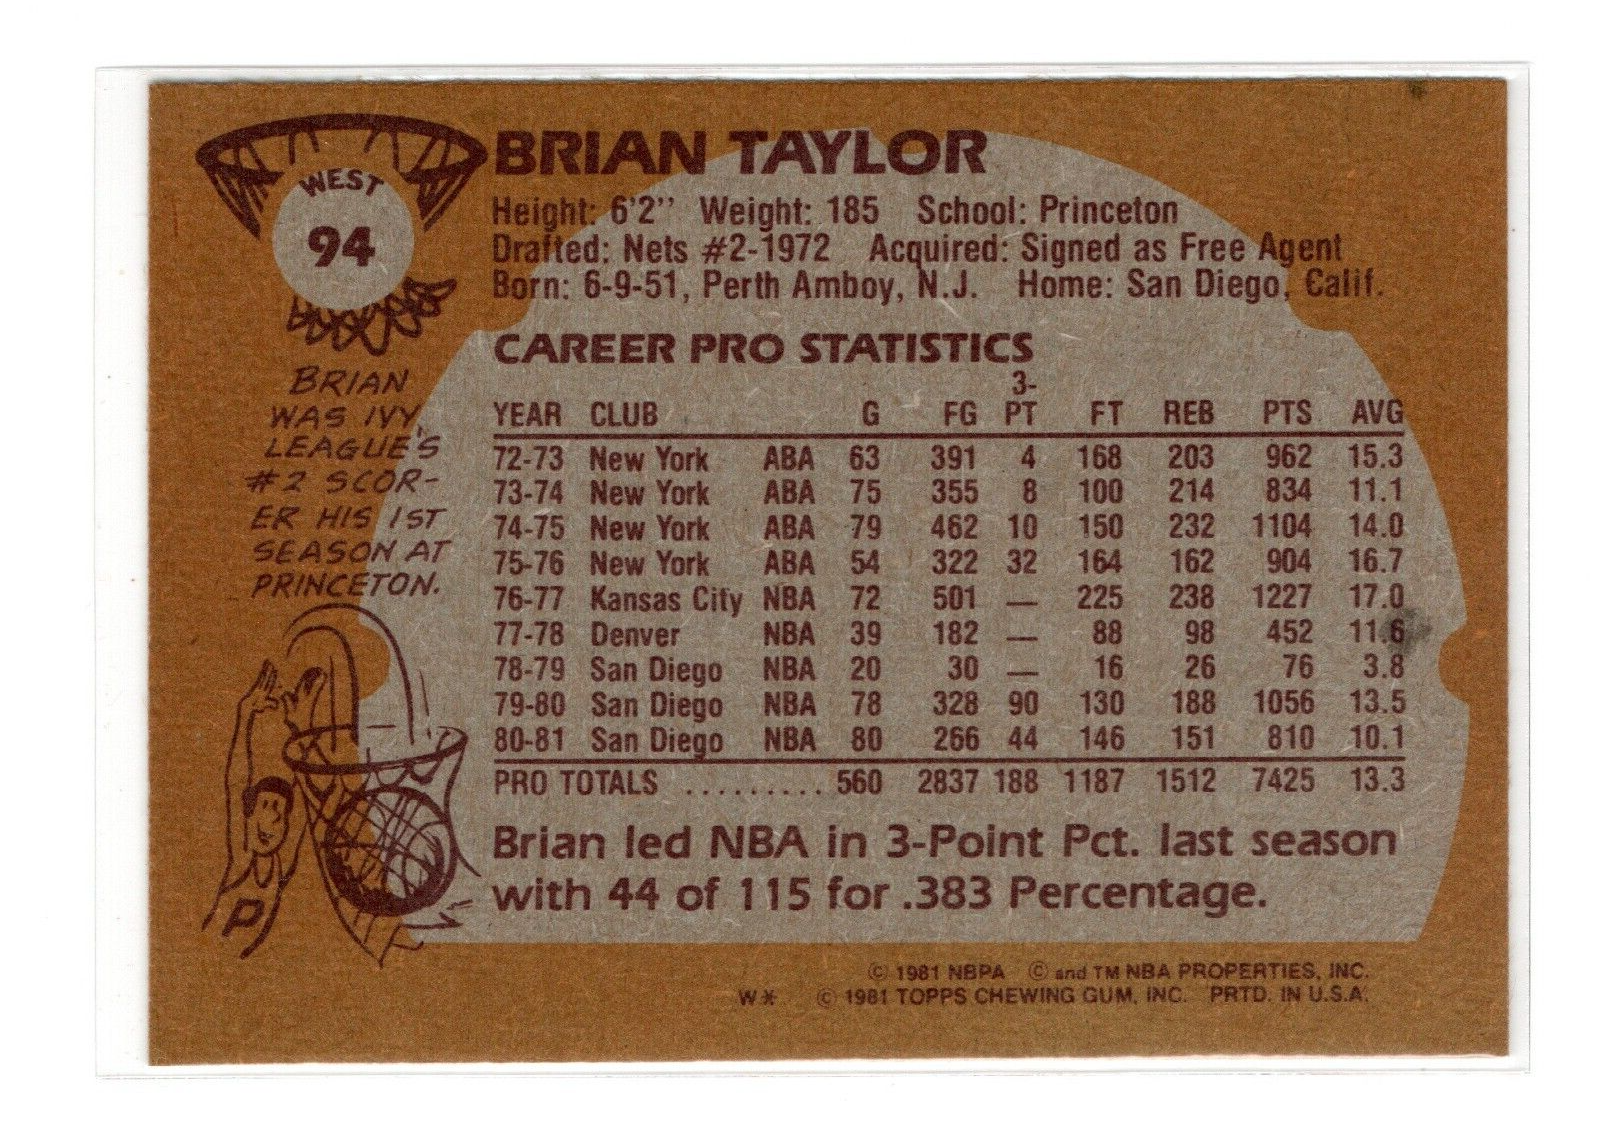 WEST
94
BRIAN TAYLOR
Height: 6'2" Weight: 185 School: Princeton
Drafted: Nets #2-1972 Acquired: Signed as Free Agent
Born: 6-9-51, Perth Amboy, N.J. Home: San Diego, Calif.
BRIAN
WAS IVY
LEAGUE'S
#2 SCOR-
ER HIS 1ST
SEASON AT
PRINCETON.
P
CAREER PRO STATISTICS
3-
YEAR CLUB G FG PT FT REB PTS AVG
72-73 New York ABA 63 391 4 168 203 962 15.3
73-74 New York ABA 75 355 8 100 214 834 11.1
74-75 New York ABA 79 462 10 150 232 1104 14.0
75-76 New York ABA 54 322 32 164 162 904 16.7
76-77 Kansas City NBA 72 501 — 225 238 1227 17.0
77-78 Denver NBA 39 182 — 88 98 452 11.6
78-79 San Diego NBA 20 30 — 16 26 76 3.8
79-80 San Diego NBA 78 328 90 130 188 1056 13.5
80-81 San Diego NBA 80 266 44 146 151 810 10.1
PRO TOTALS ......... 560 2837 188 1187 1512 7425 13.3
Brian led NBA in 3-Point Pct. last season
with 44 of 115 for .383 Percentage.
© 1981 NBPA © and TM NBA PROPERTIES, INC.
W* © 1981 TOPPS CHEWING GUM, INC. PRTD. IN U.S.A.